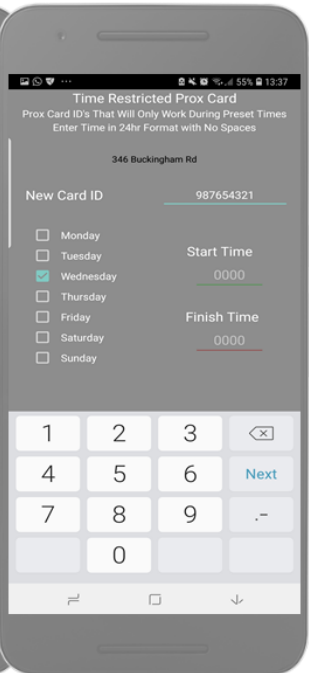 55% 13:37
Time Restricted Prox Card
Prox Card ID's That Will Only Work During Preset Times
Enter Time in 24hr Format with No Spaces
346 Buckingham Rd
New Card ID 987654321
Monday
Tuesday
Wednesday
Thursday
Friday
Saturday
Sunday
Start Time
0000
Finish Time
0000
1 2 3
4 5 6 Next
7 8 9 .-
0